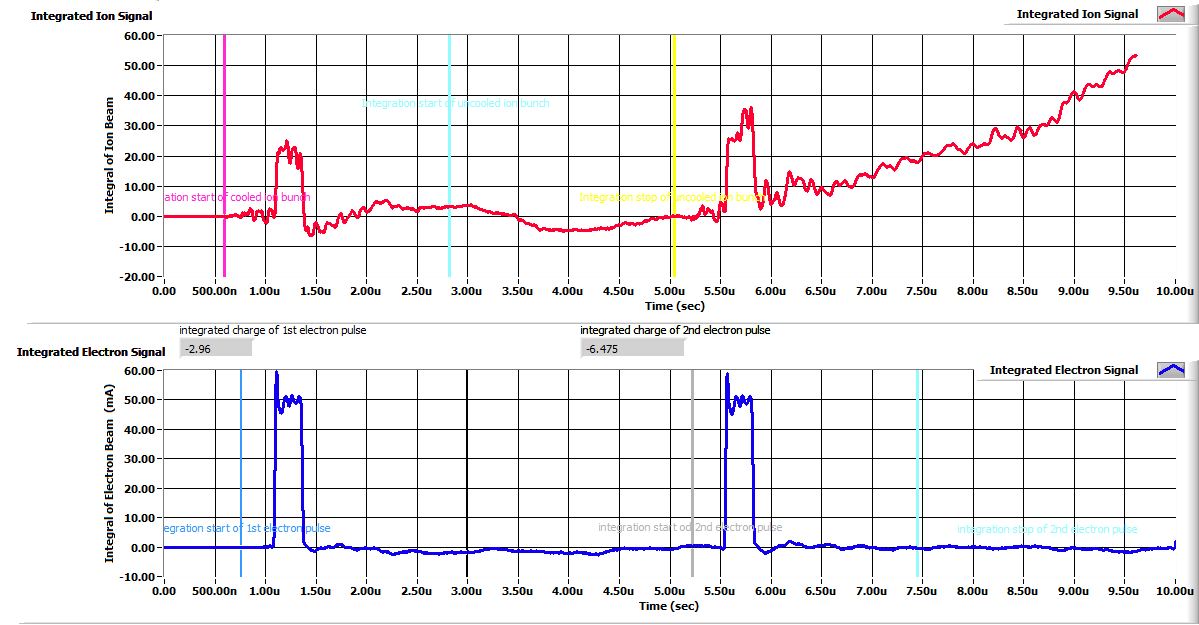 Integrated Ion Signal
Integrated Ion Signal
60.00
50.00
40.00
30.00
20.00
10.00
0.00
-10.00
-20.00
Integral of Ion Beam
Integration start of uncooled ion bunch
ation start of cooled ion bunch
Integration stop of uncooled ion bunch
0.00 500.00n 1.00u 1.50u 2.00u 2.50u 3.00u 3.50u 4.00u 4.50u 5.00u 5.50u 6.00u 6.50u 7.00u 7.50u 8.00u 8.50u 9.00u 9.50u 10.00u
Time (sec)
integrated charge of 1st electron pulse
integrated charge of 2nd electron pulse
-2.96
-6.475
Integrated Electron Signal
Integrated Electron Signal
60.00
50.00
40.00
30.00
20.00
10.00
0.00
-10.00
Integral of Electron Beam (mA)
egration start of 1st electron pulse
integration start od 2nd electron pulse
integration stop of 2nd electron pulse
0.00 500.00n 1.00u 1.50u 2.00u 2.50u 3.00u 3.50u 4.00u 4.50u 5.00u 5.50u 6.00u 6.50u 7.00u 7.50u 8.00u 8.50u 9.00u 9.50u 10.00u
Time (sec)